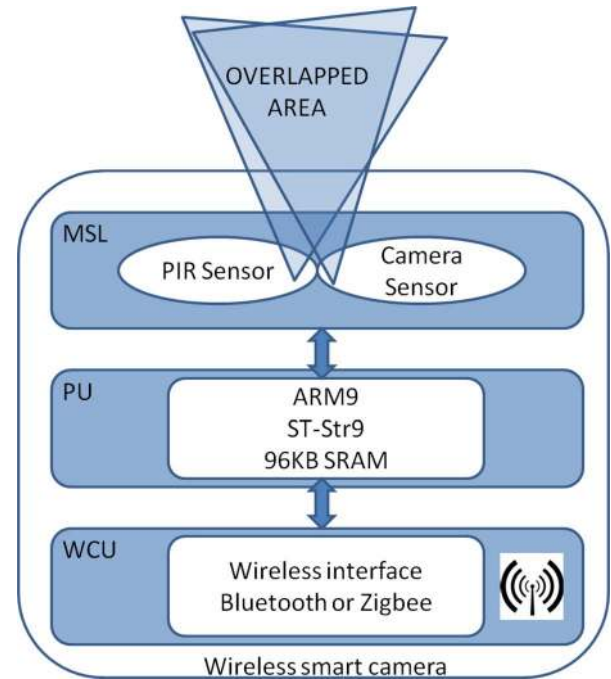 OVERLAPPED
AREA
MSL
PIR Sensor
Camera
Sensor
PU
ARM9
ST-Str9
96KB SRAM
WCU
Wireless interface
Bluetooth or Zigbee
Wireless smart camera